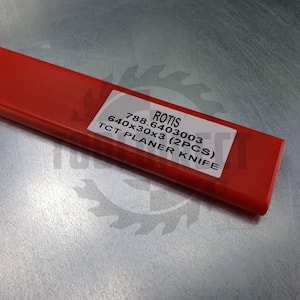 ROTIS
788.6403003
640x30x3 (2PCS)
TCT PLANER KNIFE